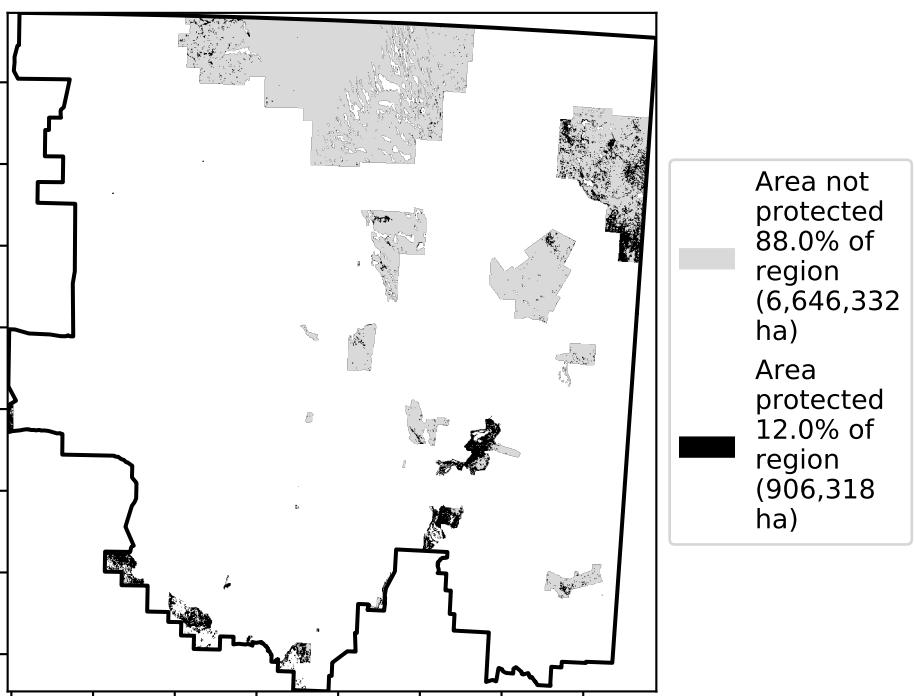 Area not
protected
88.0% of
region
(6,646,332
ha)
Area
protected
12.0% of
region
(906,318
ha)